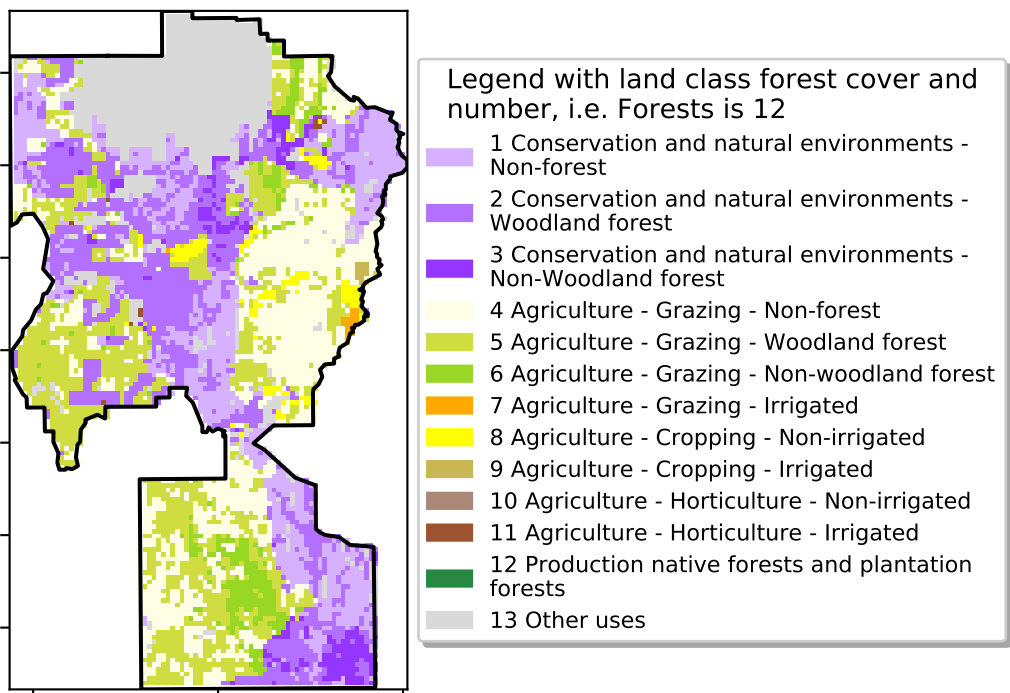 Legend with land class forest cover and
number, i.e. Forests is 12
1 Conservation and natural environments -
Non-forest
2 Conservation and natural environments -
Woodland forest
3 Conservation and natural environments -
Non-Woodland forest
4 Agriculture - Grazing - Non-forest
5 Agriculture - Grazing - Woodland forest
6 Agriculture - Grazing - Non-woodland forest
7 Agriculture - Grazing - Irrigated
8 Agriculture - Cropping - Non-irrigated
9 Agriculture - Cropping - Irrigated
10 Agriculture - Horticulture - Non-irrigated
11 Agriculture - Horticulture - Irrigated
12 Production native forests and plantation
forests
13 Other uses